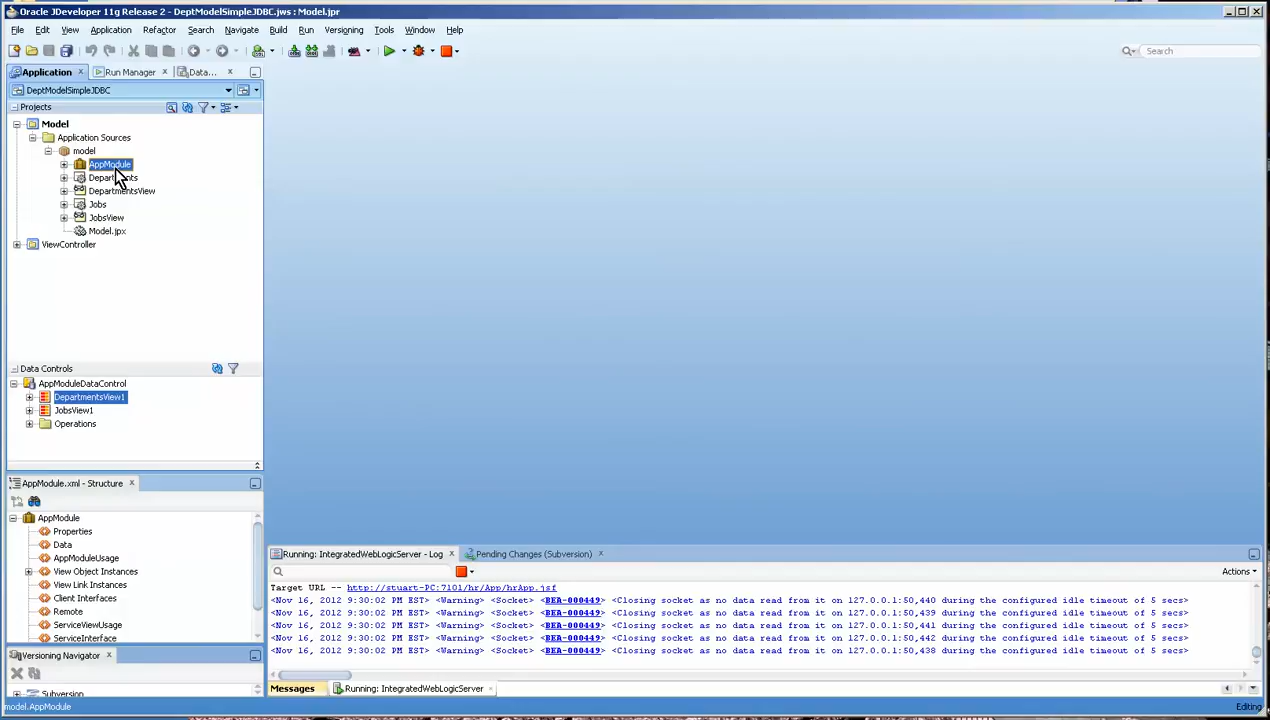 Oracle JDeveloper 11g Release 2 - DeptModelSimpleJDBC.jws : Model.jpr
File Edit View Application Refactor Search Navigate Build Run Versioning Tools Window Help
Search
Application Run Manager Data...
DeptModelSimpleJDBC
Projects
Model
Application Sources
model
AppModule
Departments
DepartmentsView
Jobs
JobsView
Model.jpx
ViewController
Data Controls
AppModuleDataControl
DepartmentsView1
JobsView1
Operations
AppModule.xml - Structure
AppModule
Properties
Data
AppModuleUsage
View Object Instances
View Link Instances
Client Interfaces
Remote
ServiceViewUsage
ServiceInterface
Versioning Navigator
Subversion
Running: IntegratedWebLogicServer - Log Pending Changes (Subversion)
Actions
Target URL -- http://stuart-PC:7101/hr/App/hrApp.jsf
<Nov 16, 2012 9:30:02 PM EST> <Warning> <Socket> <BEA-000449> <Closing socket as no data read from it on 127.0.0.1:50,440 during the configured idle timeout of 5 secs>
<Nov 16, 2012 9:30:02 PM EST> <Warning> <Socket> <BEA-000449> <Closing socket as no data read from it on 127.0.0.1:50,439 during the configured idle timeout of 5 secs>
<Nov 16, 2012 9:30:02 PM EST> <Warning> <Socket> <BEA-000449> <Closing socket as no data read from it on 127.0.0.1:50,441 during the configured idle timeout of 5 secs>
<Nov 16, 2012 9:30:02 PM EST> <Warning> <Socket> <BEA-000449> <Closing socket as no data read from it on 127.0.0.1:50,442 during the configured idle timeout of 5 secs>
<Nov 16, 2012 9:30:02 PM EST> <Warning> <Socket> <BEA-000449> <Closing socket as no data read from it on 127.0.0.1:50,438 during the configured idle timeout of 5 secs>
Messages Running: IntegratedWebLogicServer
model.AppModule
Editing